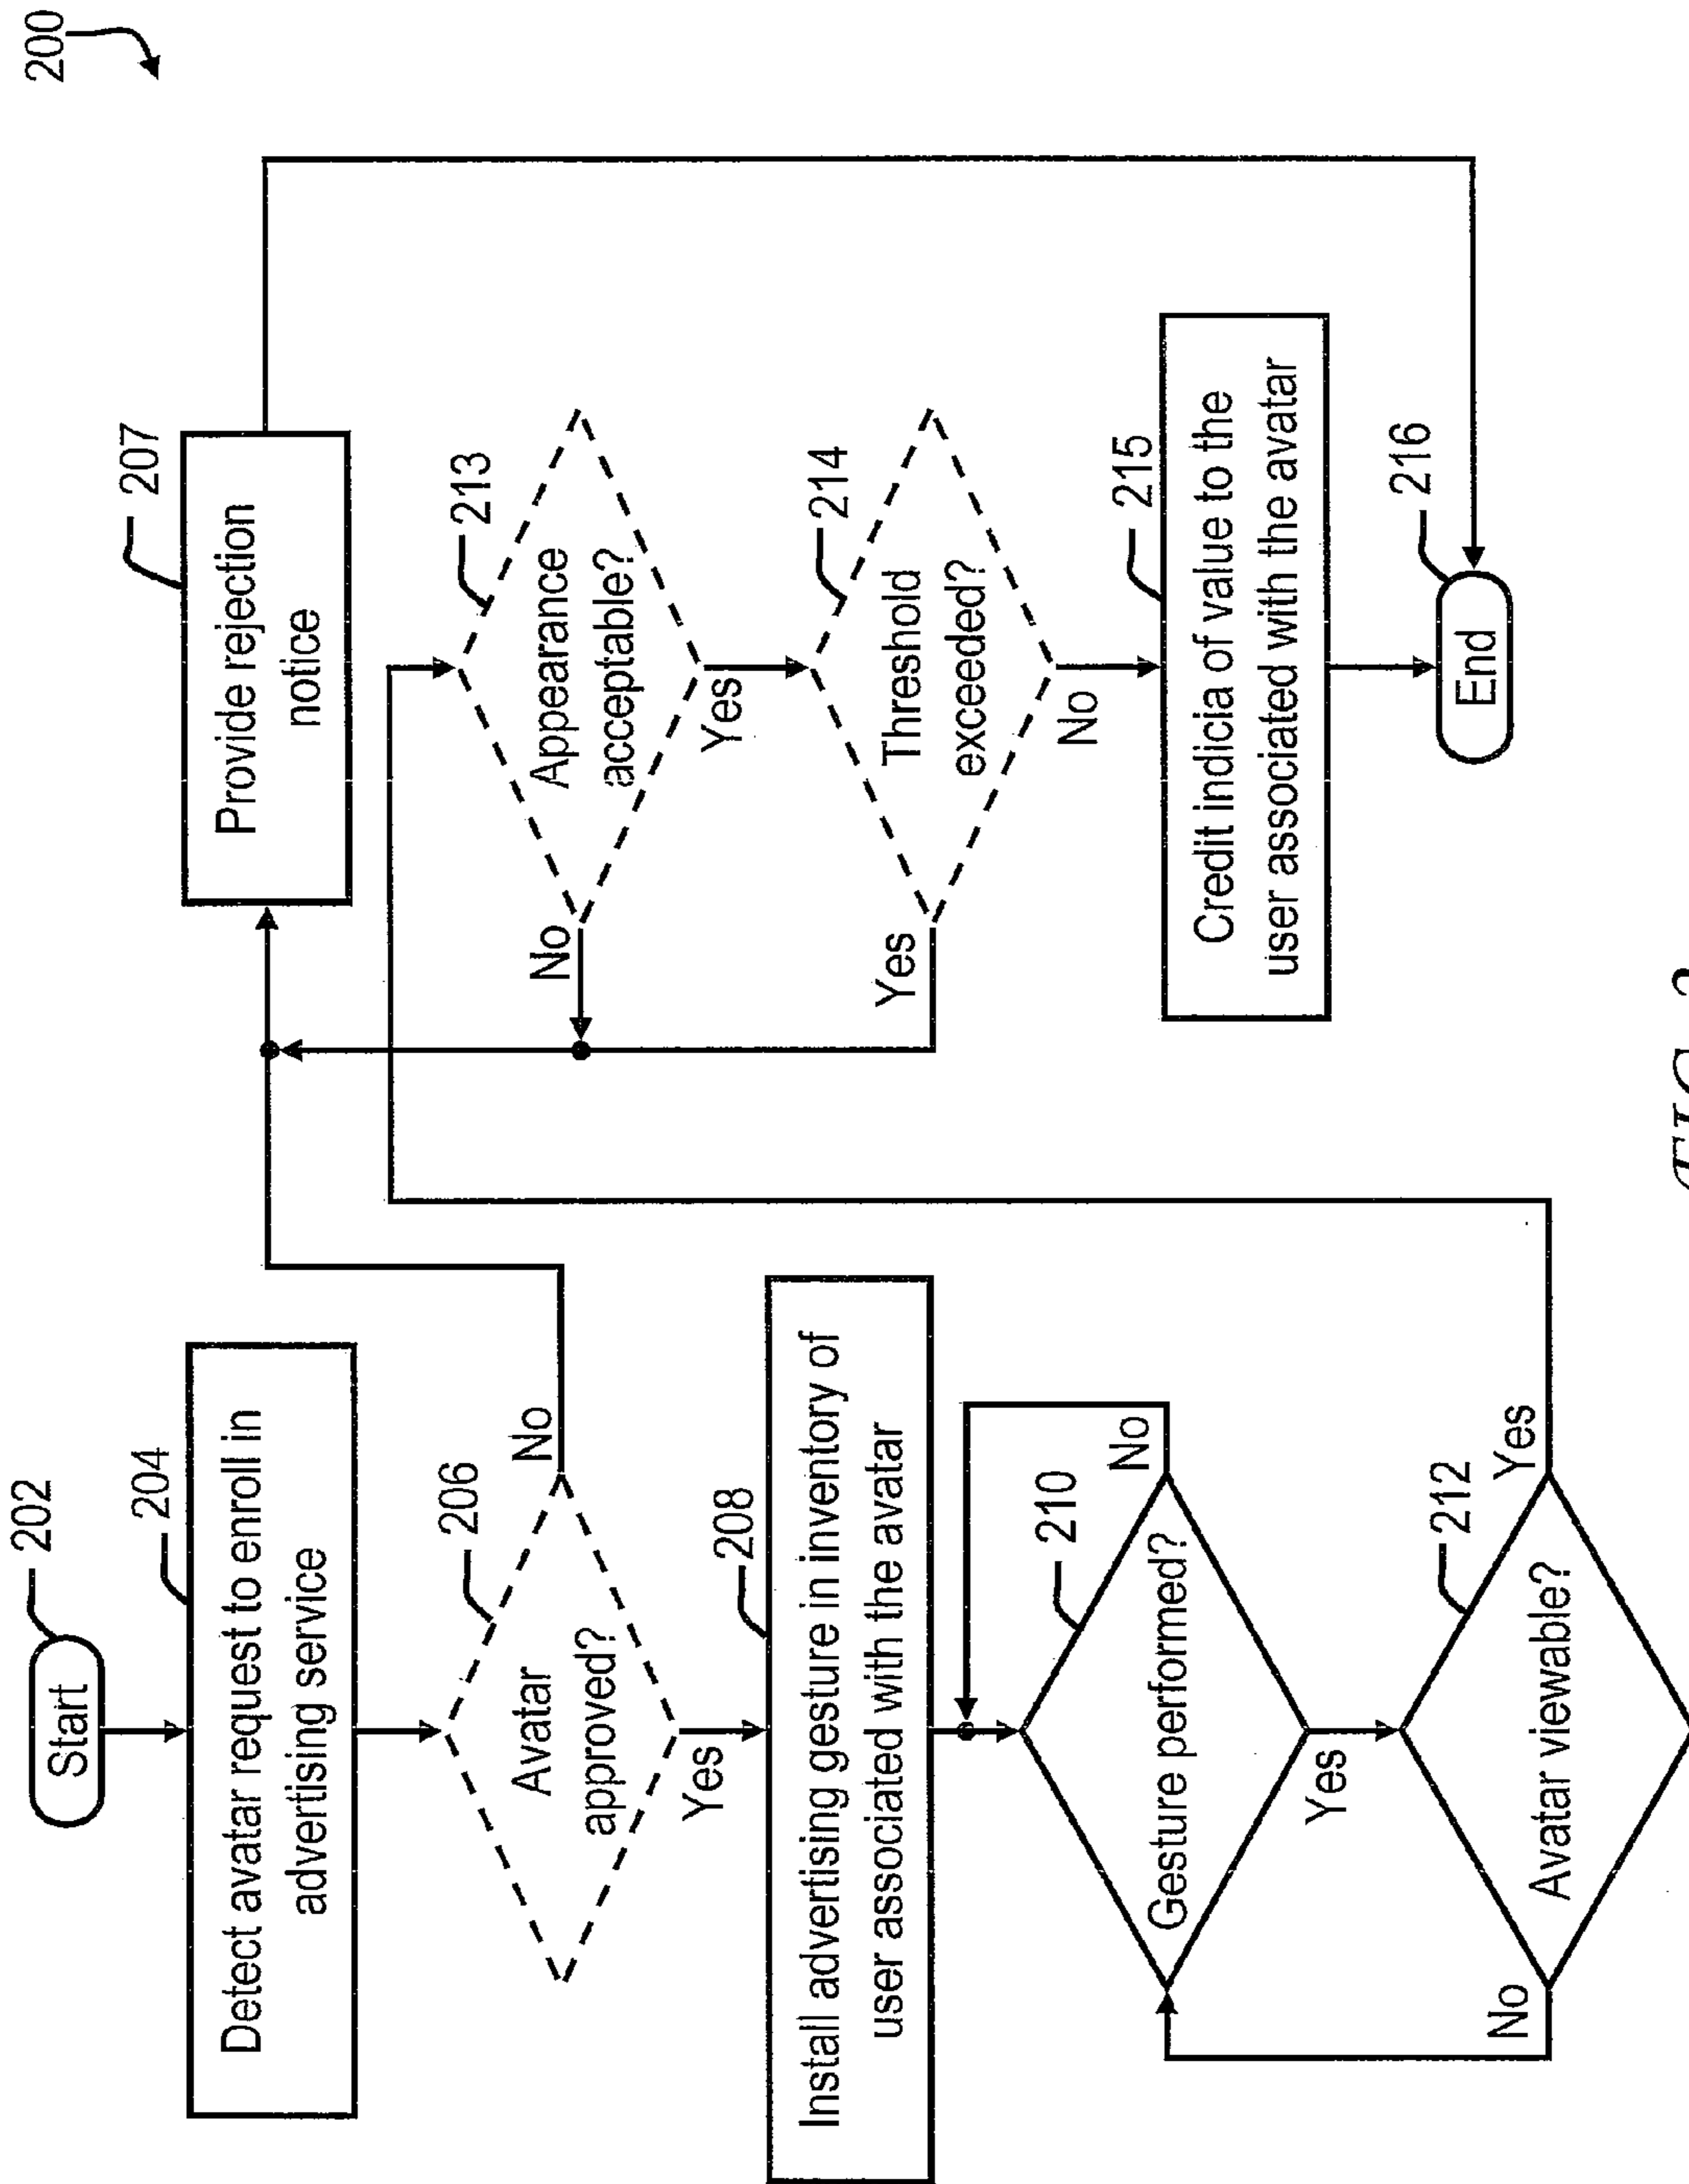 200
Start
202
Detect avatar request to enroll in
advertising service
204
Avatar
approved?
206
No
Yes
Install advertising gesture in inventory of
user associated with the avatar
208
Gesture performed?
210
No
Yes
Avatar viewable?
212
No
Yes
Provide rejection
notice
207
Appearance
acceptable?
213
No
Yes
Threshold
exceeded?
214
Yes
No
Credit indicia of value to the
user associated with the avatar
215
End
216